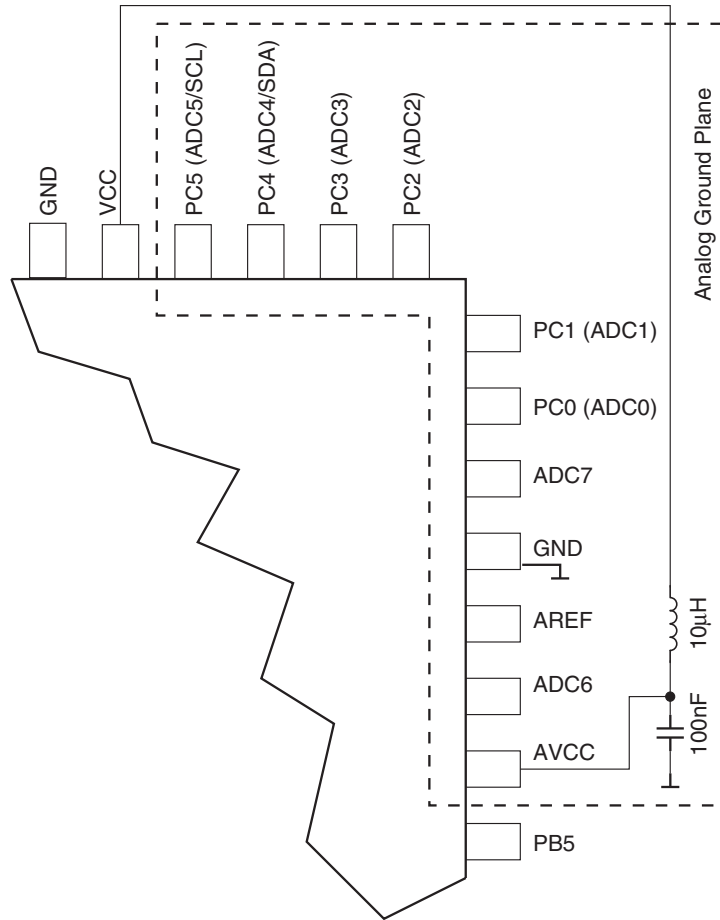 GND
VCC
PC5 (ADC5/SCL)
PC4 (ADC4/SDA)
PC3 (ADC3)
PC2 (ADC2)
Analog Ground Plane
PC1 (ADC1)
PC0 (ADC0)
ADC7
GND
AREF
ADC6
AVCC
PB5
10μH
100nF